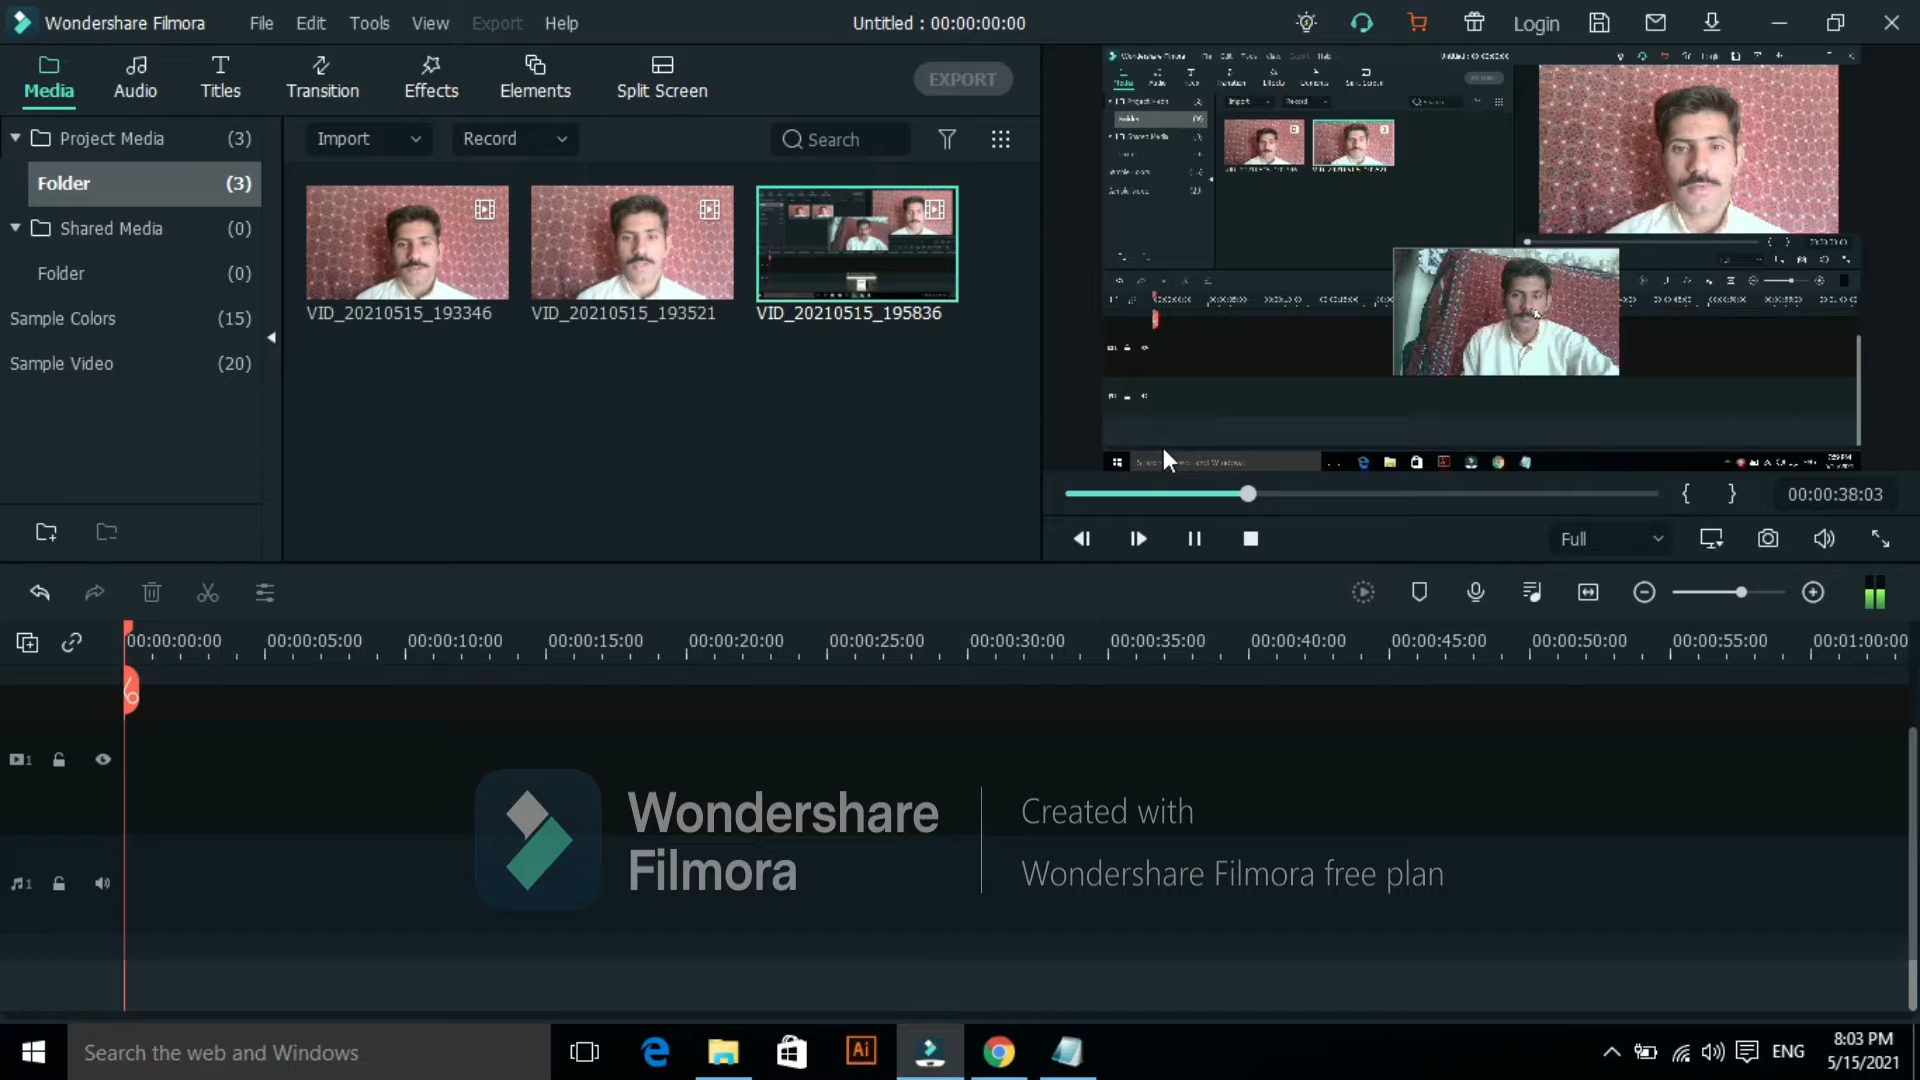 Wondershare Filmora File Edit Tools View Export Help Untitled : 00:00:00:00 Login
Media Audio Titles Transition Effects Elements Split Screen EXPORT
Project Media (3)
Folder (3)
Shared Media (0)
Folder (0)
Sample Colors (15)
Sample Video (20)
Import Record Search
VID_20210515_193346 VID_20210515_193521 VID_20210515_195836
Wondershare Filmora
{ } 00:00:38:03
Full
00:00:00:00 00:00:05:00 00:00:10:00 00:00:15:00 00:00:20:00 00:00:25:00 00:00:30:00 00:00:35:00 00:00:40:00 00:00:45:00 00:00:50:00 00:00:55:00 00:01:00:00
1
1
Wondershare
Filmora
Created with
Wondershare Filmora free plan
Search the web and Windows
Ai
ENG
8:03 PM
5/15/2021